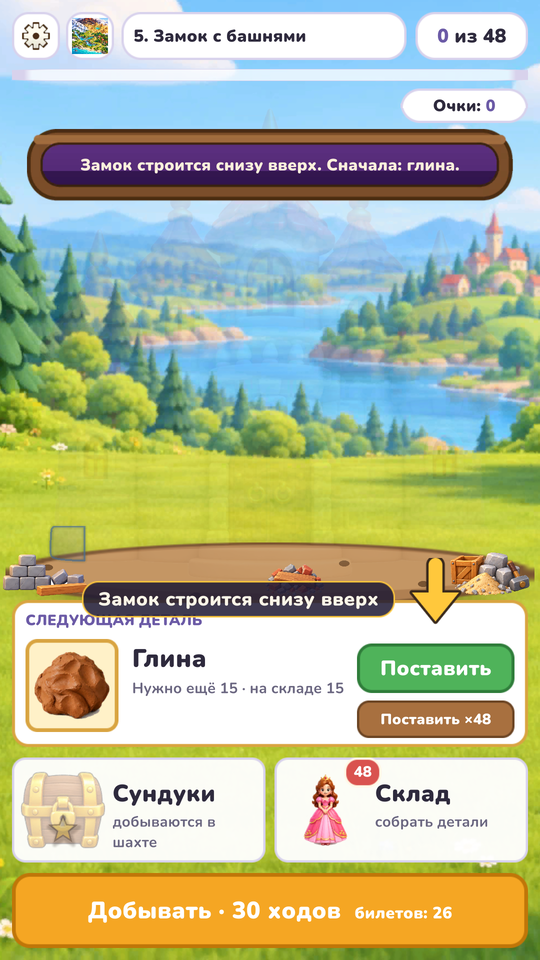 5. Замок с башнями
0 из 48
Очки: 0
Замок строится снизу вверх. Сначала: глина.
Замок строится снизу вверх
СЛЕДУЮЩАЯ ДЕТАЛЬ
Глина
Нужно ещё 15 · на складе 15
Поставить
Поставить ×48
Сундуки
добываются в
шахте
48
Склад
собрать детали
Добывать · 30 ходов билетов: 26